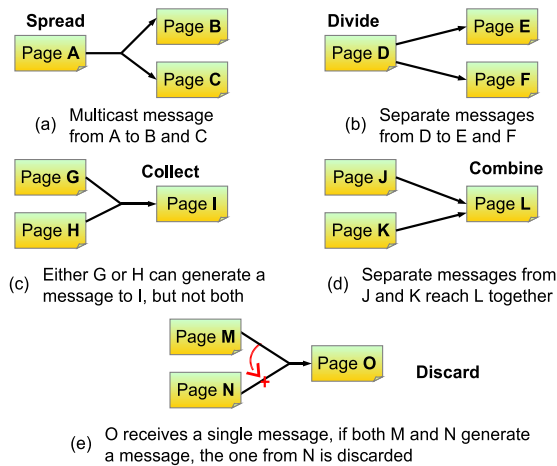 Spread
Page A
Page B
Page C
(a) Multicast message
from A to B and C
Divide
Page D
Page E
Page F
(b) Separate messages
from D to E and F
Page G
Page H
Collect
Page I
(c) Either G or H can generate a
message to I, but not both
Page J
Page K
Combine
Page L
(d) Separate messages from
J and K reach L together
Page M
Page N
Page O
Discard
(e) O receives a single message, if both M and N generate
a message, the one from N is discarded